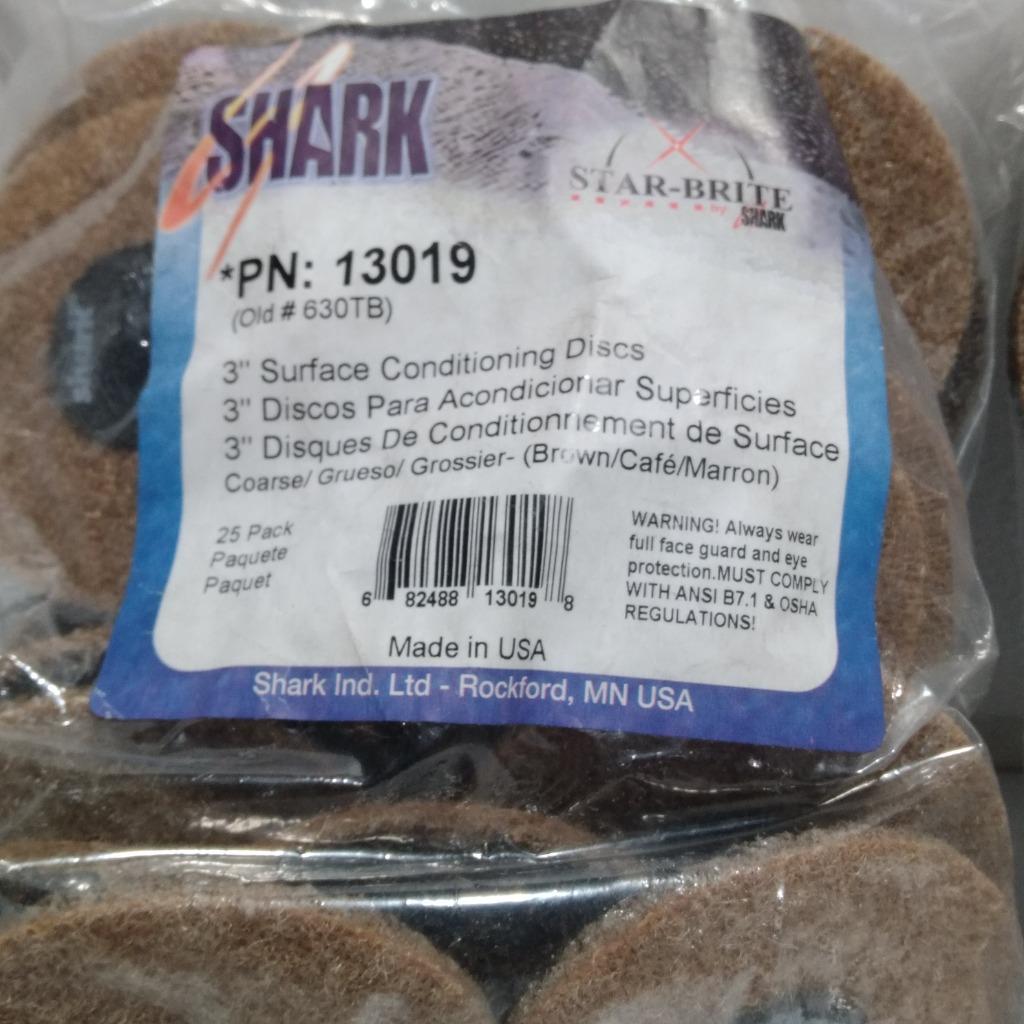 SHARK
STAR-BRITE
by SHARK
*PN: 13019
(Old # 630TB)
3" Surface Conditioning Discs
3" Discos Para Acondicionar Superficies
3" Disques De Conditionnement de Surface
Coarse/ Grueso/ Grossier- (Brown/Café/Marron)
25 Pack
Paquete
Paquet
6 82488 13019 8
WARNING! Always wear
full face guard and eye
protection.MUST COMPLY
WITH ANSI B7.1 & OSHA
REGULATIONS!
Made in USA
Shark Ind. Ltd - Rockford, MN USA